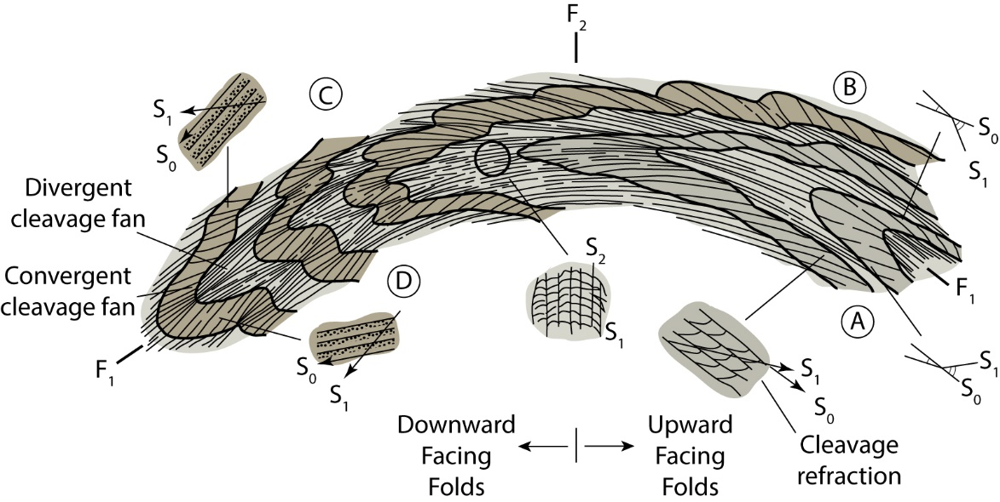 F2
B
C
S1
S0
S0
S1
Divergent
cleavage fan
Convergent
cleavage fan
S2
S1
D
F1
A
F1
S0
S1
S1
S0
S1
S0
Downward
Facing
Folds
Upward
Facing
Folds
Cleavage
refraction